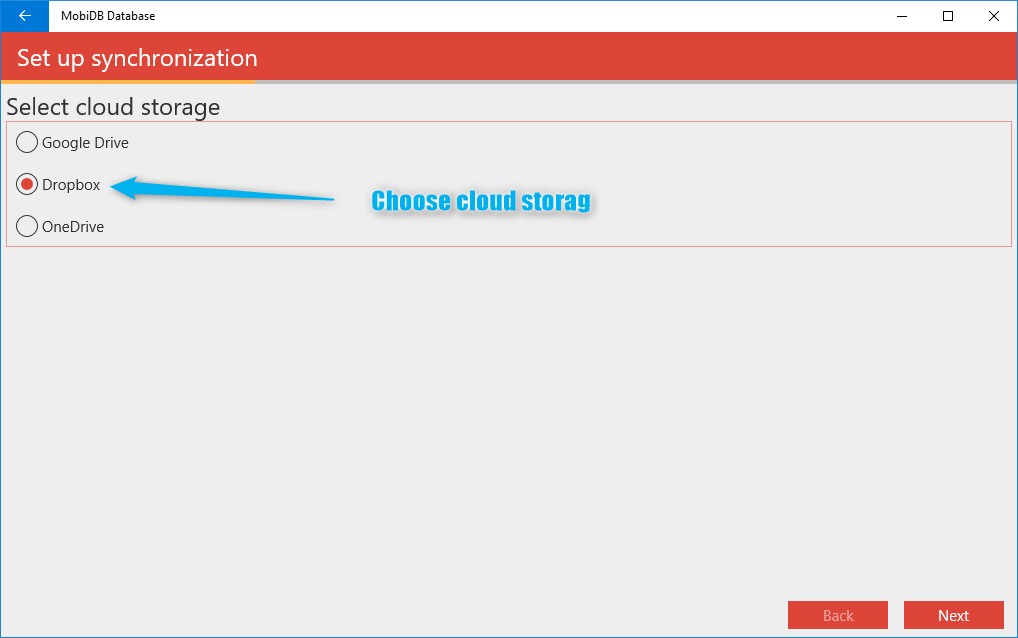 MobiDB Database
Set up synchronization
Select cloud storage
Google Drive
Dropbox
Choose cloud storag
OneDrive
Back
Next